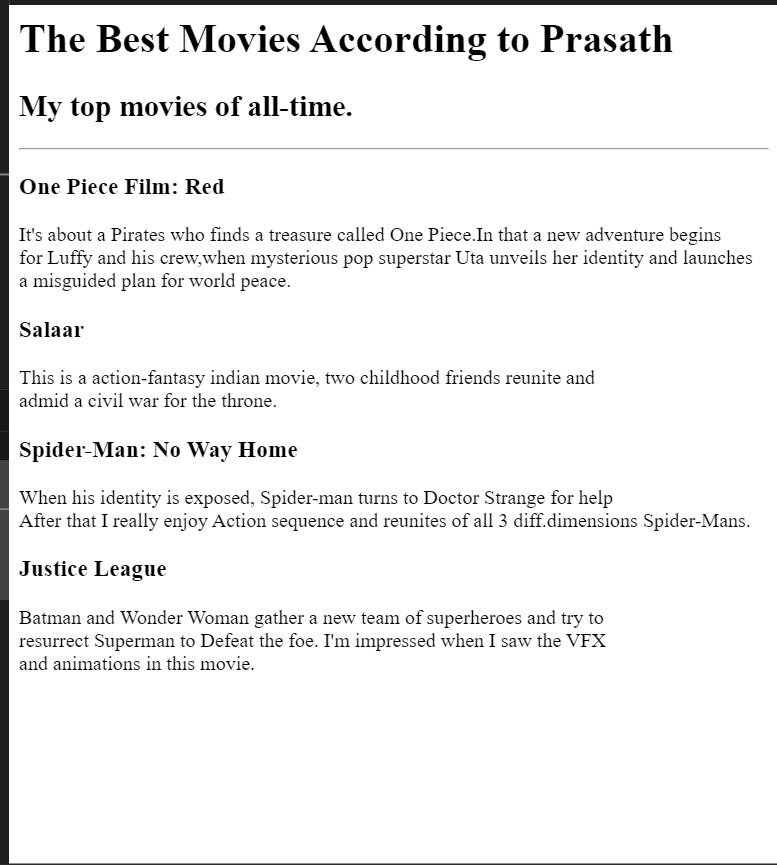 The Best Movies According to Prasath
My top movies of all-time.
One Piece Film: Red
It's about a Pirates who finds a treasure called One Piece.In that a new adventure begins
for Luffy and his crew,when mysterious pop superstar Uta unveils her identity and launches
a misguided plan for world peace.
Salaar
This is a action-fantasy indian movie, two childhood friends reunite and
admid a civil war for the throne.
Spider-Man: No Way Home
When his identity is exposed, Spider-man turns to Doctor Strange for help
After that I really enjoy Action sequence and reunites of all 3 diff.dimensions Spider-Mans.
Justice League
Batman and Wonder Woman gather a new team of superheroes and try to
resurrect Superman to Defeat the foe. I'm impressed when I saw the VFX
and animations in this movie.